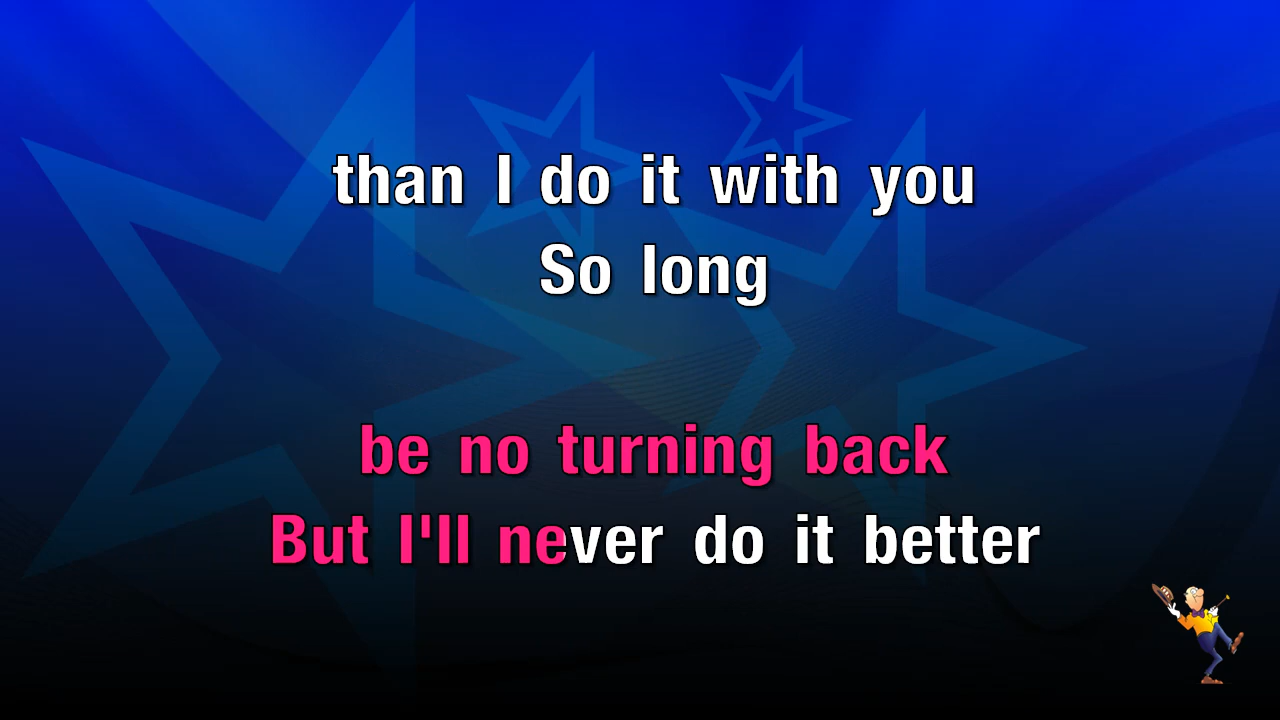 than I do it with you
So long
be no turning back
But I'll never do it better